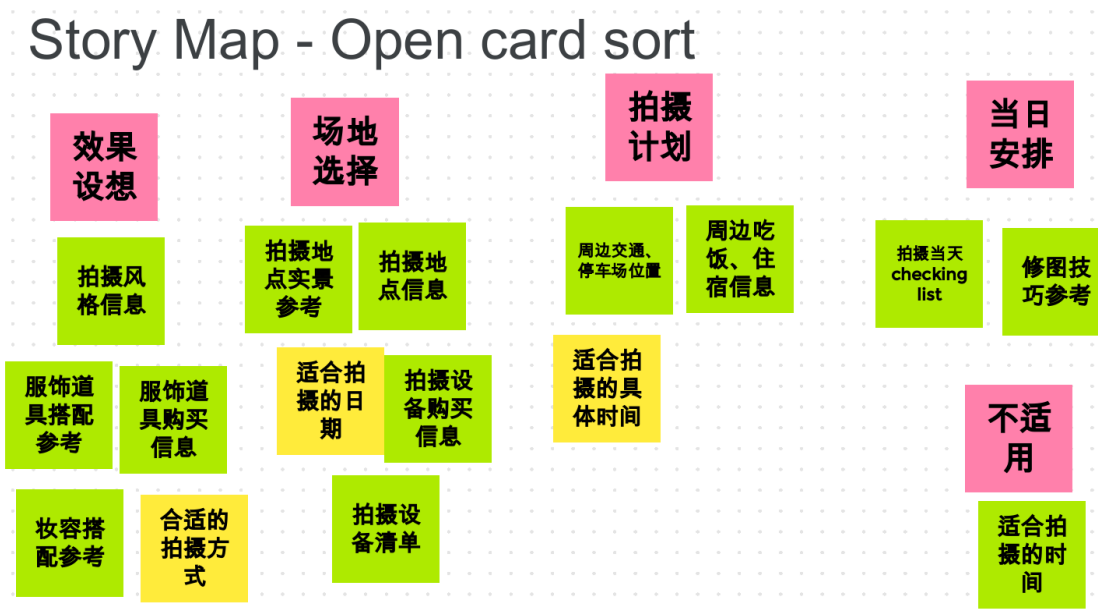 Story Map - Open card sort
效果
设想
拍摄风
格信息
服饰道
具搭配
参考
服饰道
具购买
信息
妆容搭
配参考
合适的
拍摄方
式
场地
选择
拍摄地
点实景
参考
拍摄地
点信息
适合拍
摄的日
期
拍摄设
备购买
信息
拍摄设
备清单
拍摄
计划
周边交通、
停车场位置
周边吃
饭、住
宿信息
适合拍
摄的具
体时间
当日
安排
拍摄当天
checking
list
修图技
巧参考
不适
用
适合拍
摄的时
间